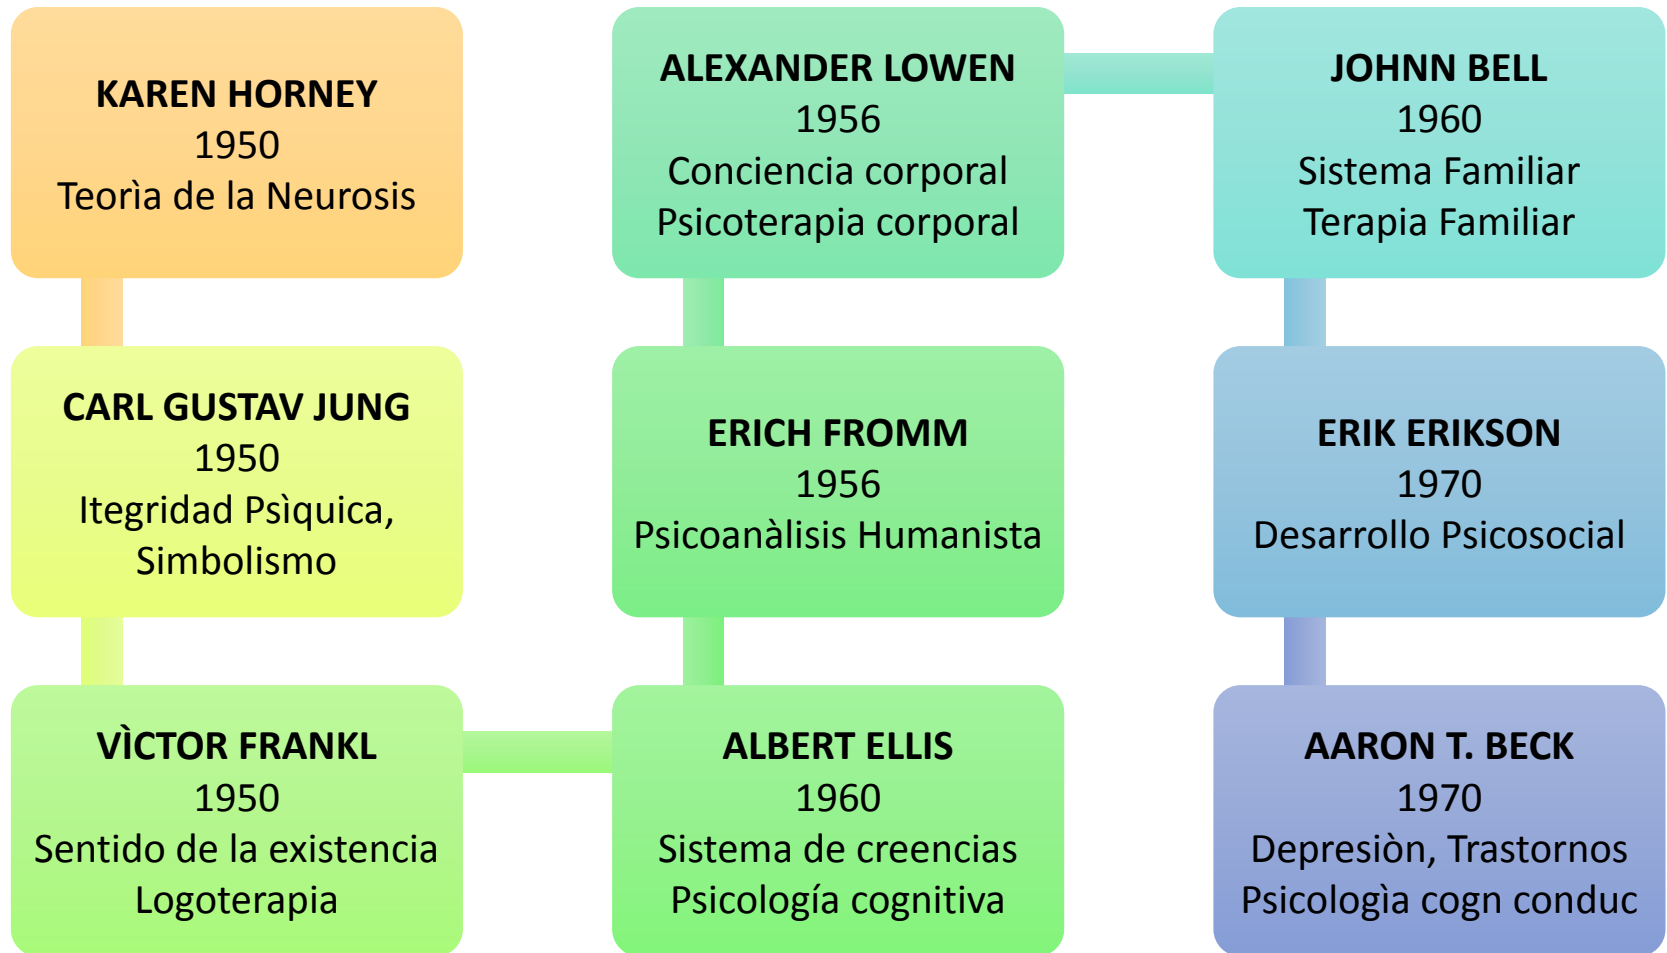 KAREN HORNEY
1950
Teorìa de la Neurosis
CARL GUSTAV JUNG
1950
Itegridad Psìquica,
Simbolismo
VÌCTOR FRANKL
1950
Sentido de la existencia
Logoterapia
ALBERT ELLIS
1960
Sistema de creencias
Psicología cognitiva
ERICH FROMM
1956
Psicoanàlisis Humanista
ALEXANDER LOWEN
1956
Conciencia corporal
Psicoterapia corporal
JOHNN BELL
1960
Sistema Familiar
Terapia Familiar
ERIK ERIKSON
1970
Desarrollo Psicosocial
AARON T. BECK
1970
Depresiòn, Trastornos
Psicologìa cogn conduc